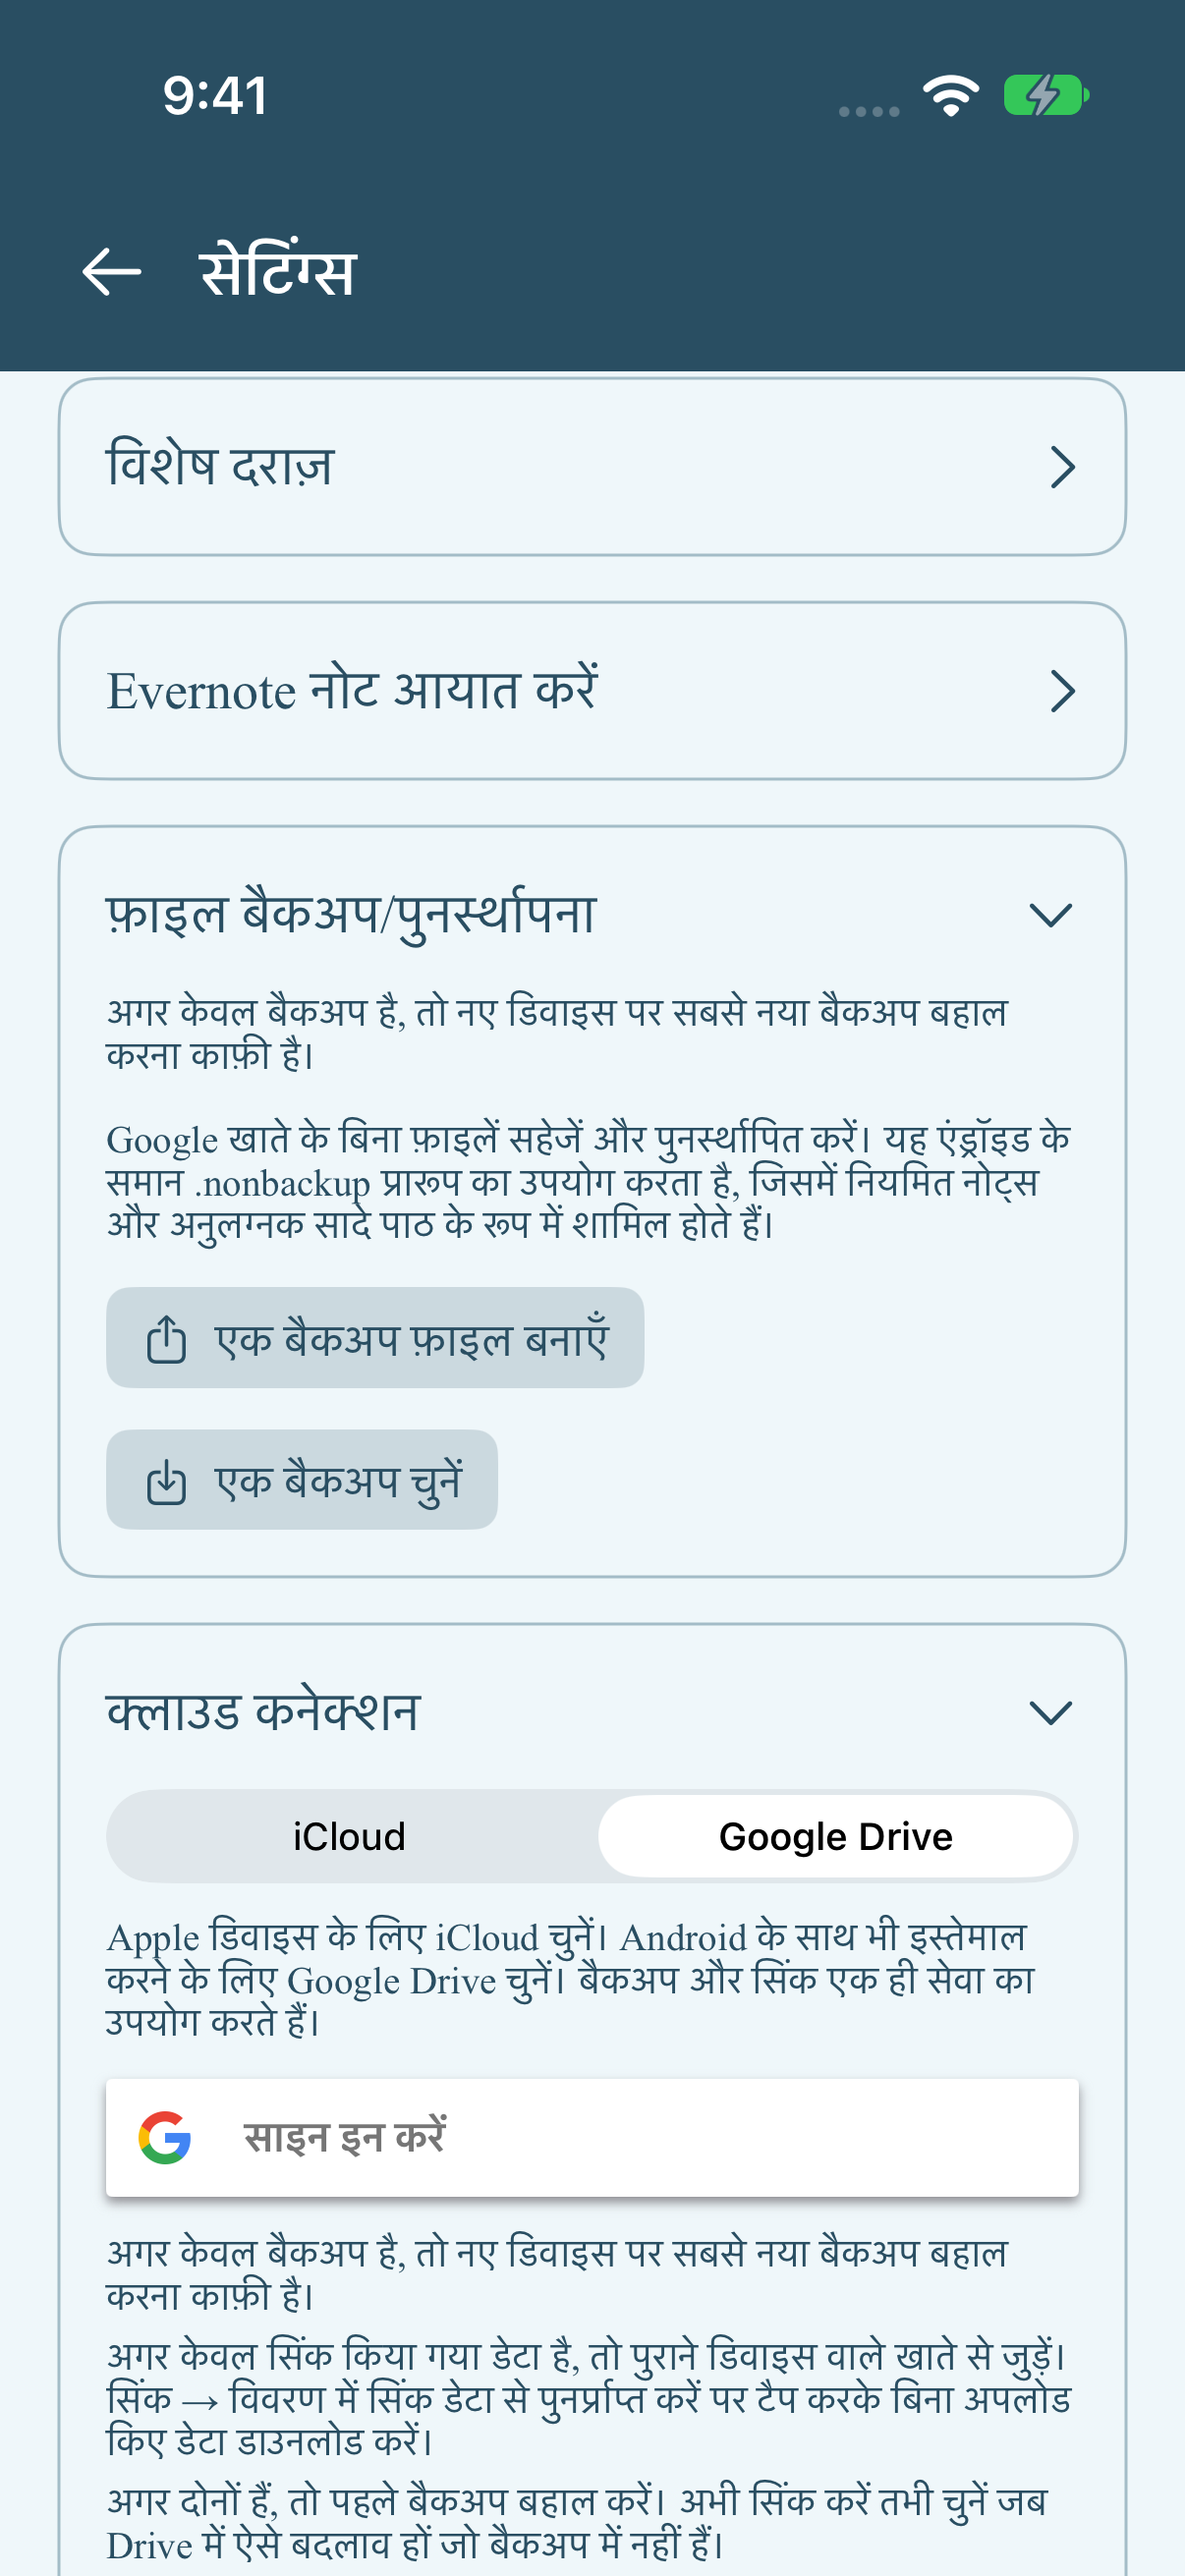 9:41
सेटिंग्स
विशेष दराज़
Evernote नोट आयात करें
फ़ाइल बैकअप/पुनर्स्थापना
अगर केवल बैकअप है, तो नए डिवाइस पर सबसे नया बैकअप बहाल
करना काफ़ी है।
Google खाते के बिना फ़ाइलें सहेजें और पुनर्स्थापित करें। यह एंड्रॉइड के
समान .nonbackup प्रारूप का उपयोग करता है, जिसमें नियमित नोट्स
और अनुलग्नक सादे पाठ के रूप में शामिल होते हैं।
एक बैकअप फ़ाइल बनाएँ
एक बैकअप चुनें
क्लाउड कनेक्शन
iCloud
Google Drive
Apple डिवाइस के लिए iCloud चुनें। Android के साथ भी इस्तेमाल
करने के लिए Google Drive चुनें। बैकअप और सिंक एक ही सेवा का
उपयोग करते हैं।
साइन इन करें
अगर केवल बैकअप है, तो नए डिवाइस पर सबसे नया बैकअप बहाल
करना काफ़ी है।
अगर केवल सिंक किया गया डेटा है, तो पुराने डिवाइस वाले खाते से जुड़ें।
सिंक → विवरण में सिंक डेटा से पुनर्प्राप्त करें पर टैप करके बिना अपलोड
किए डेटा डाउनलोड करें।
अगर दोनों हैं, तो पहले बैकअप बहाल करें। अभी सिंक करें तभी चुनें जब
Drive में ऐसे बदलाव हों जो बैकअप में नहीं हैं।